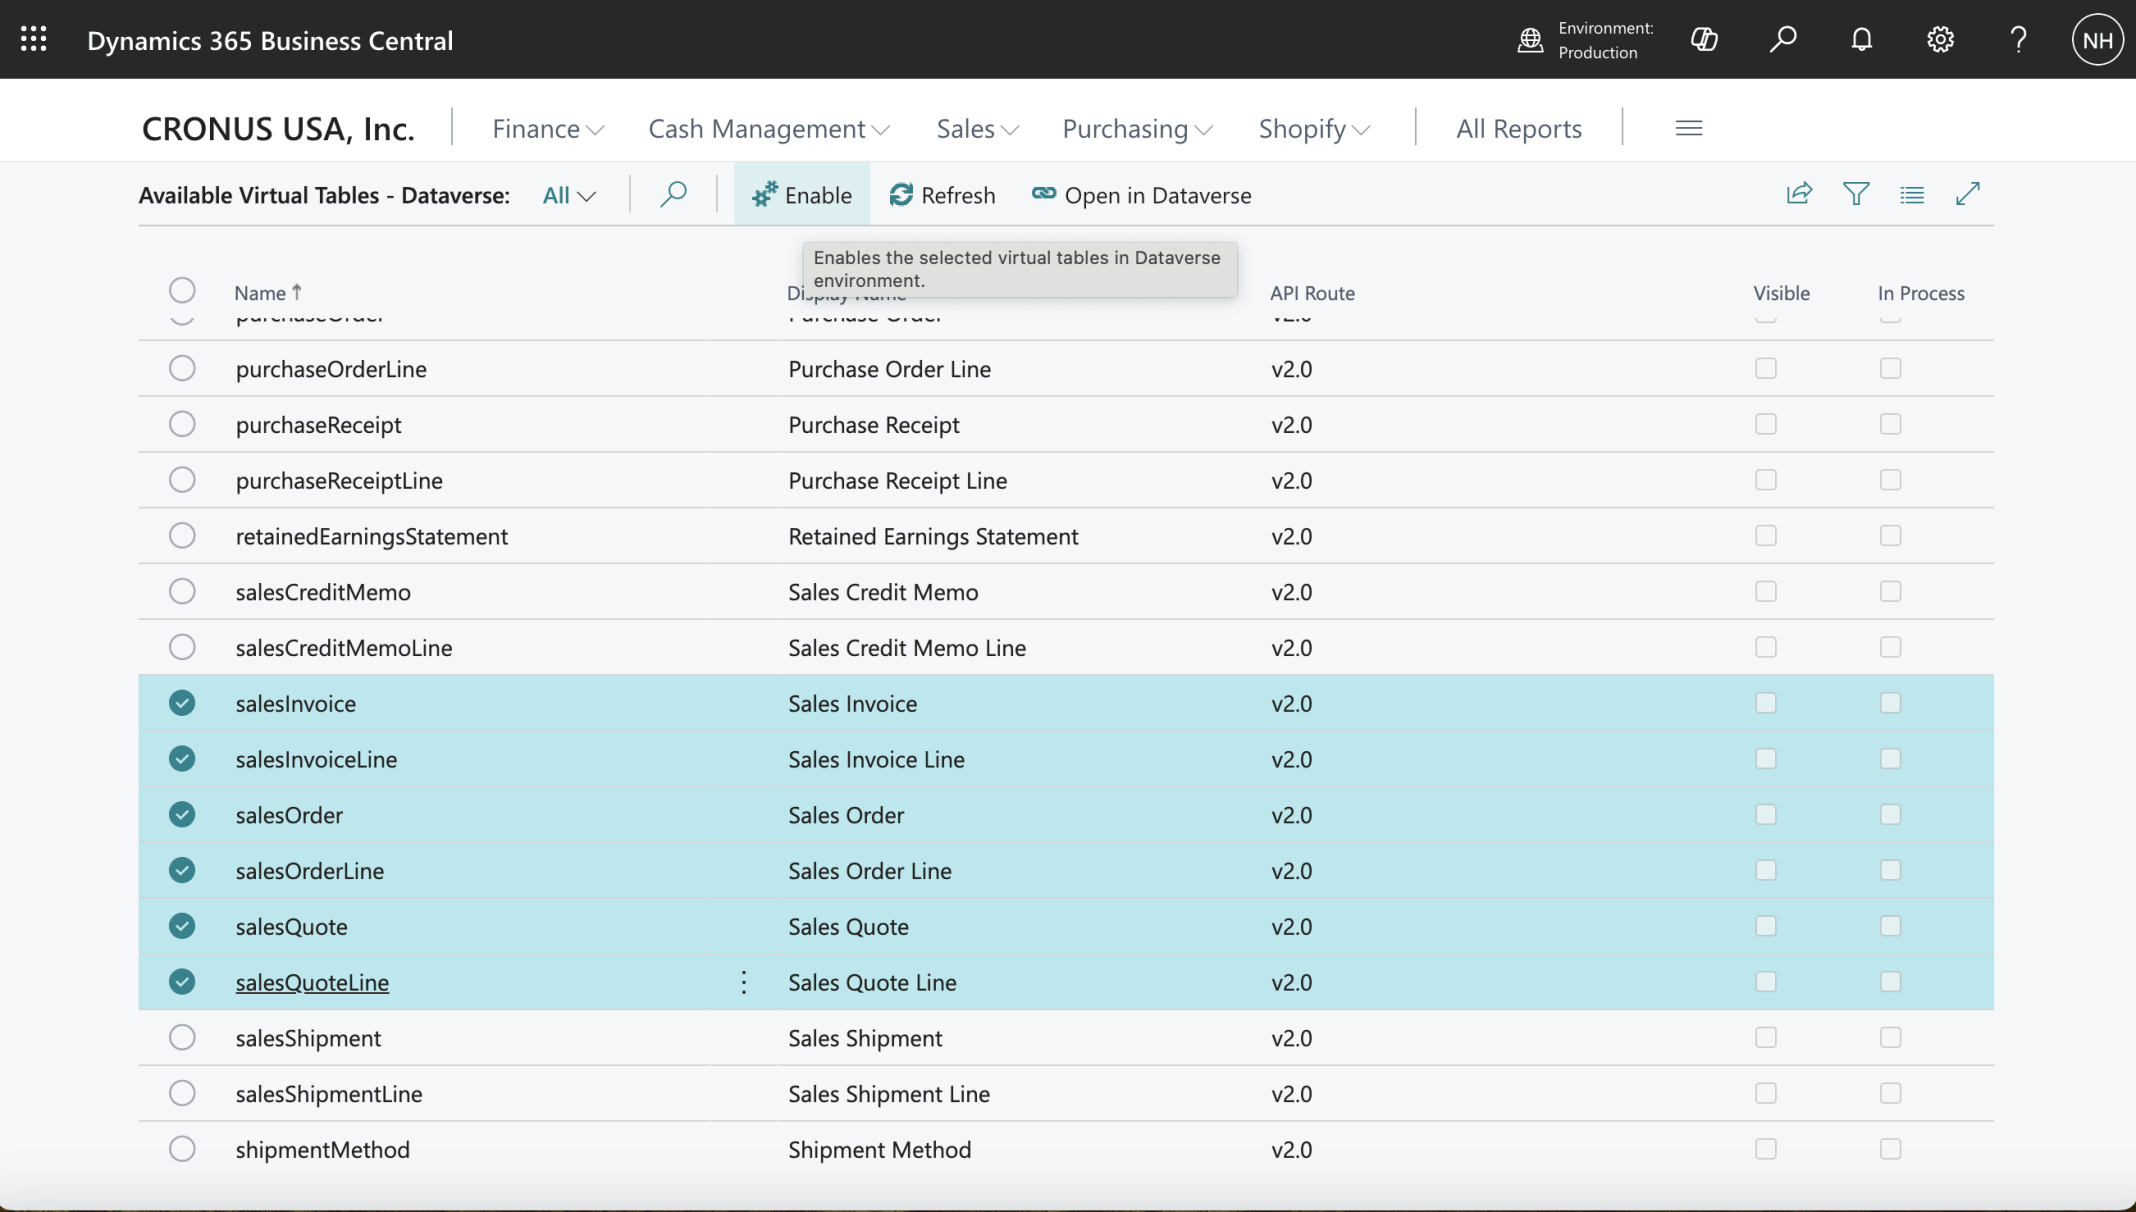 Dynamics 365 Business Central
Environment:
Production
NH
CRONUS USA, Inc.
Finance
Cash Management
Sales
Purchasing
Shopify
All Reports
Available Virtual Tables - Dataverse:
All
Enable
Refresh
Open in Dataverse
Enables the selected virtual tables in Dataverse
environment.
Name ↑ Display Name API Route Visible In Process
purchaseOrder Purchase Order v2.0
purchaseOrderLine Purchase Order Line v2.0
purchaseReceipt Purchase Receipt v2.0
purchaseReceiptLine Purchase Receipt Line v2.0
retainedEarningsStatement Retained Earnings Statement v2.0
salesCreditMemo Sales Credit Memo v2.0
salesCreditMemoLine Sales Credit Memo Line v2.0
salesInvoice Sales Invoice v2.0
salesInvoiceLine Sales Invoice Line v2.0
salesOrder Sales Order v2.0
salesOrderLine Sales Order Line v2.0
salesQuote Sales Quote v2.0
salesQuoteLine Sales Quote Line v2.0
salesShipment Sales Shipment v2.0
salesShipmentLine Sales Shipment Line v2.0
shipmentMethod Shipment Method v2.0